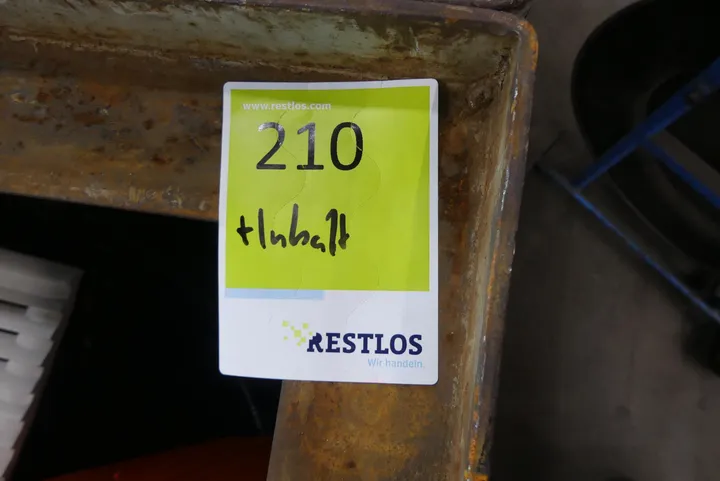 www.restlos.com
210
+Inhalt
RESTLOS
Wir handeln.